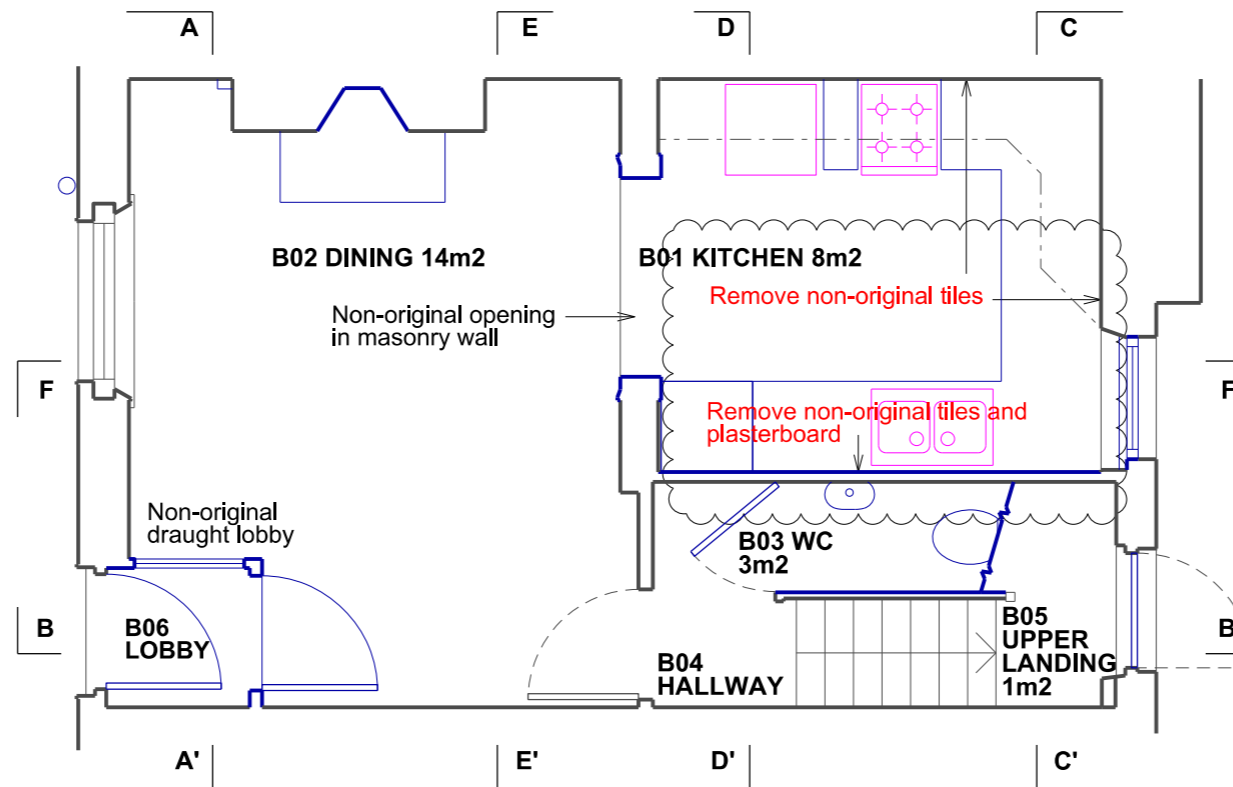 A
E
D
C
B02 DINING 14m2
B01 KITCHEN 8m2
Remove non-original tiles
Non-original opening
in masonry wall
F
F
Remove non-original tiles and
plasterboard
Non-original
draught lobby
B03 WC
3m2
B
B06
LOBBY
B04
HALLWAY
B05
UPPER
LANDING
1m2
B
A'
E'
D'
C'